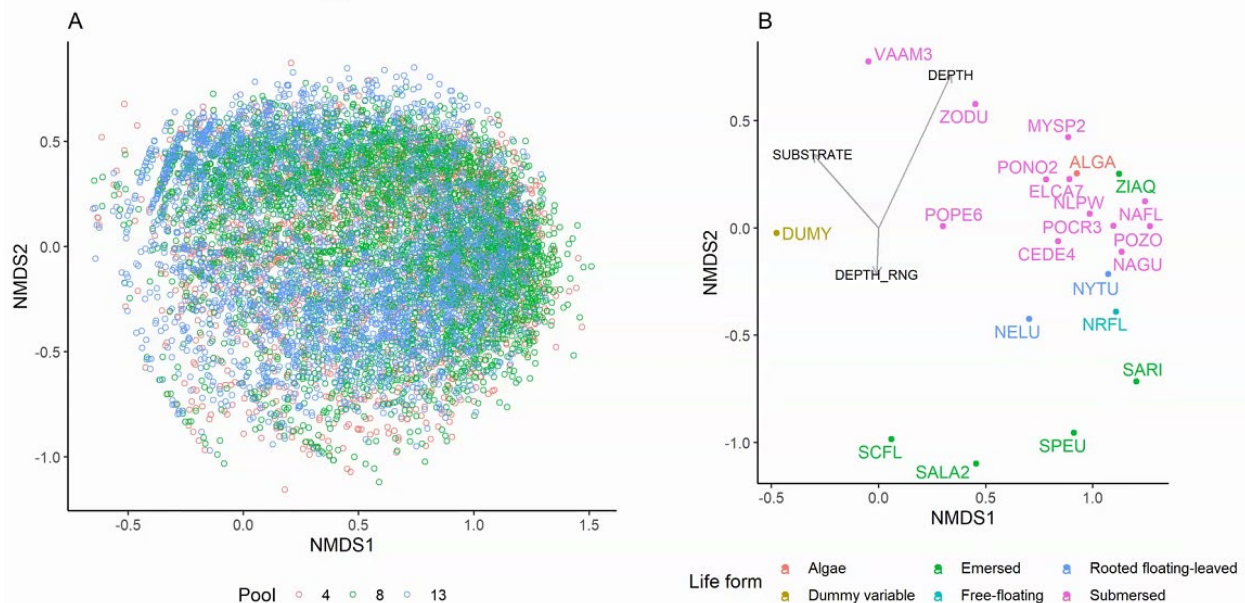 A
NMDS2
0.5
0.0
-0.5
-1.0
-0.5
0.0
0.5
1.0
1.5
NMDS1
Pool
4
8
13
B
NMDS2
0.5
0.0
-0.5
-1.0
VAAM3
DEPTH
ZODU
MYSP2
SUBSTRATE
ALGA
PONO2
ZIAQ
ELCA7
NLPW
NAFL
POPE6
POCR3
DUMY
POZO
CEDE4
NAGU
DEPTH_RNG
NYTU
NELU
NRFL
SARI
SPEU
SCFL
SALA2
-0.5
0.0
0.5
1.0
NMDS1
Life form
Algae
Emersed
Rooted floating-leaved
Dummy variable
Free-floating
Submersed